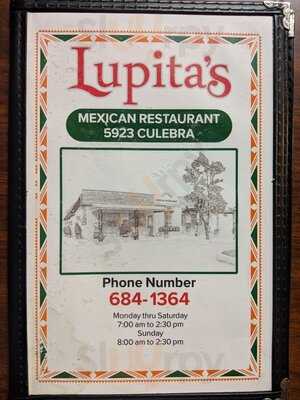 Lupita's
MEXICAN RESTAURANT
5923 CULEBRA
Phone Number
684-1364
Monday thru Saturday
7:00 am to 2:30 pm
Sunday
8:00 am to 2:30 pm